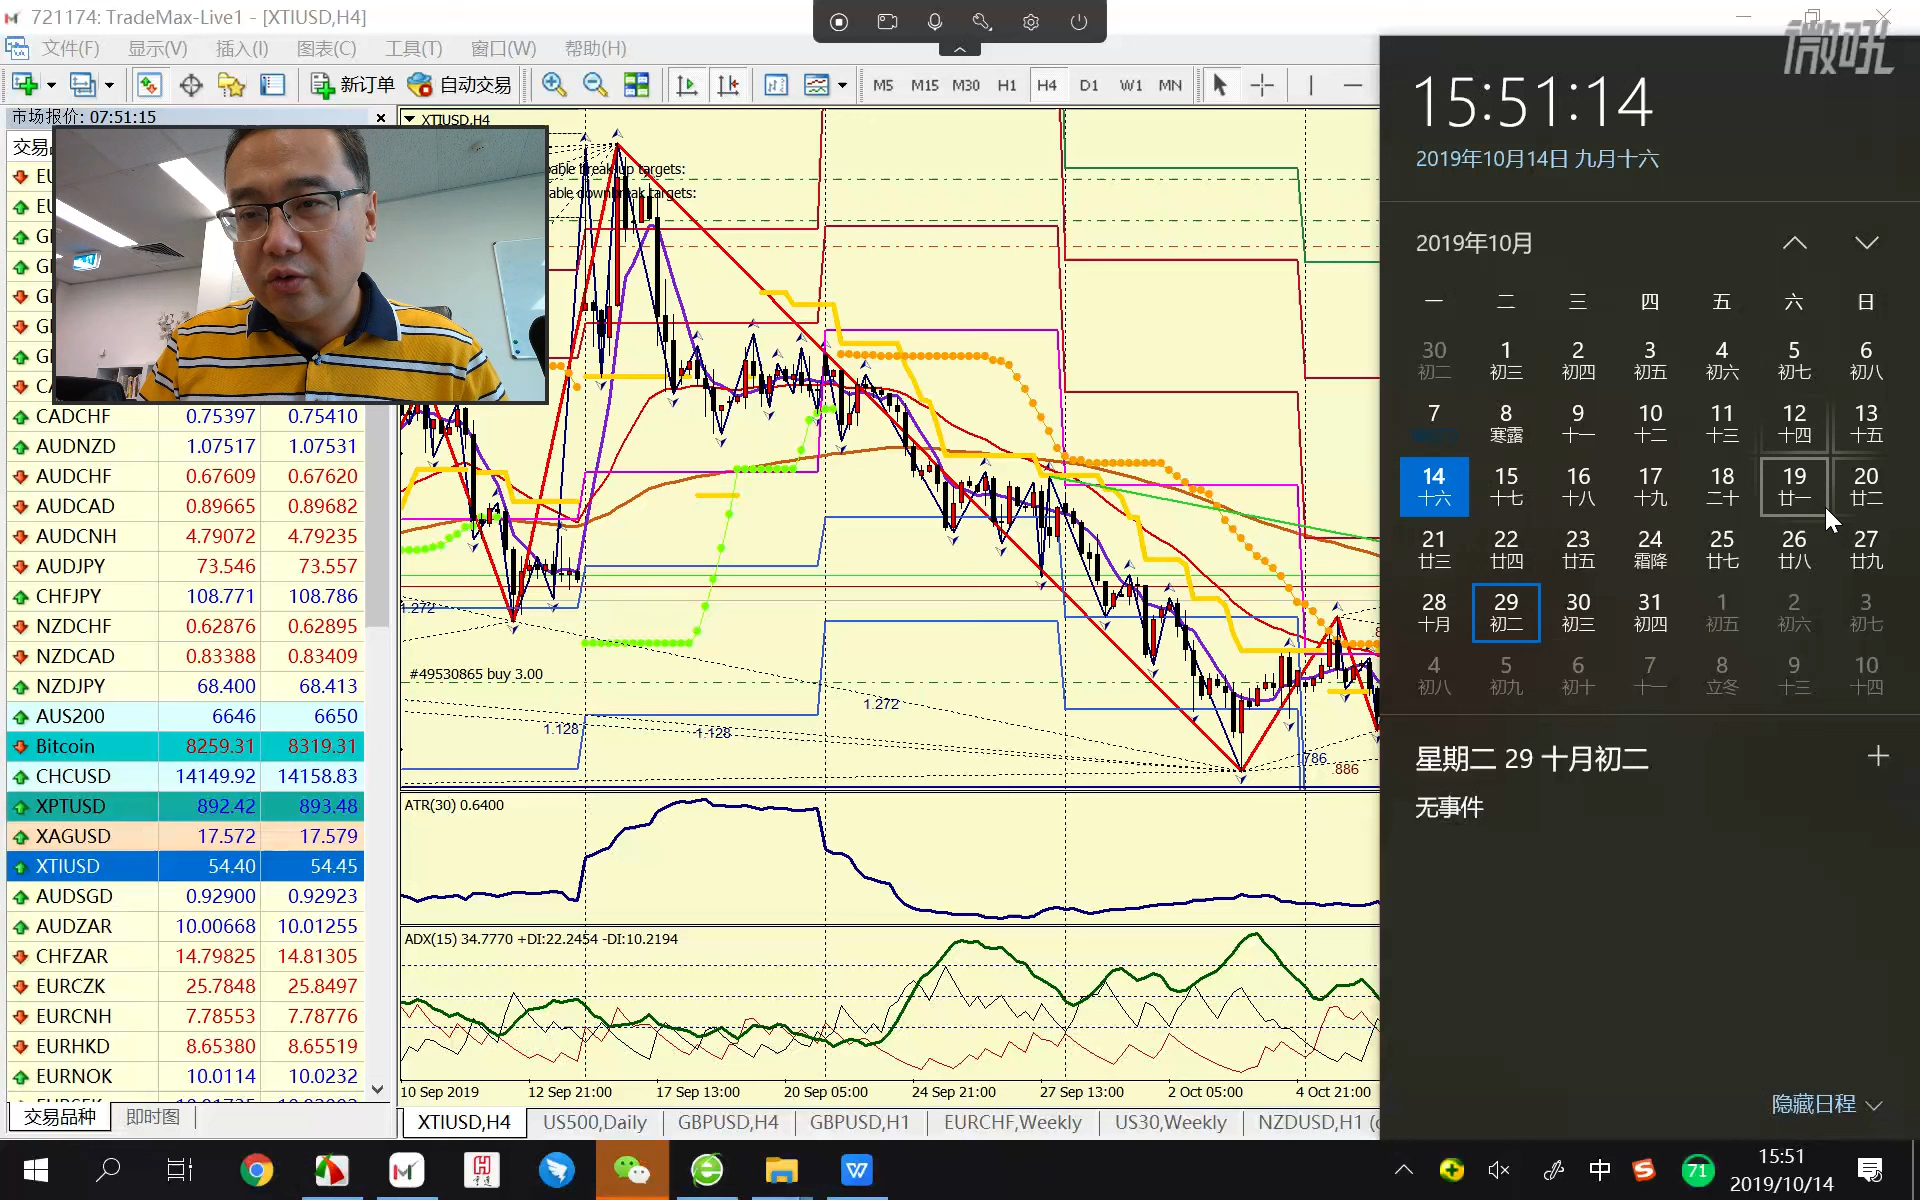 721174: TradeMax-Live1 - [XTIUSD,H4]
微吼
文件(F) 显示(V) 插入(I) 图表(C) 工具(T) 窗口(W) 帮助(H)
新订单 自动交易 M5 M15 M30 H1 H4 D1 W1 MN
市场报价: 07:51:15
CADCHF 0.75397 0.75410
AUDNZD 1.07517 1.07531
AUDCHF 0.67609 0.67620
AUDCAD 0.89665 0.89682
AUDCNH 4.79072 4.79235
AUDJPY 73.546 73.557
CHFJPY 108.771 108.786
NZDCHF 0.62876 0.62895
NZDCAD 0.83388 0.83409
NZDJPY 68.400 68.413
AUS200 6646 6650
Bitcoin 8259.31 8319.31
CHCUSD 14149.92 14158.83
XPTUSD 892.42 893.48
XAGUSD 17.572 17.579
XTIUSD 54.40 54.45
AUDSGD 0.92900 0.92923
AUDZAR 10.00668 10.01255
CHFZAR 14.79825 14.81305
EURCZK 25.7848 25.8497
EURCNH 7.78553 7.78776
EURHKD 8.65380 8.65519
EURNOK 10.0114 10.0232
交易品种 即时图
XTIUSD,H4
break up targets:
down break targets:
1.272
#49530865 buy 3.00
1.272
1.128
1.128
786
.886
ATR(30) 0.6400
ADX(15) 34.7770 +DI:22.2454 -DI:10.2194
10 Sep 2019 12 Sep 21:00 17 Sep 13:00 20 Sep 05:00 24 Sep 21:00 27 Sep 13:00 2 Oct 05:00 4 Oct 21:00
XTIUSD,H4 US500,Daily GBPUSD,H4 GBPUSD,H1 EURCHF,Weekly US30,Weekly NZDUSD,H1
15:51:14
2019年10月14日 九月十六
2019年10月
一 二 三 四 五 六 日
30 1 2 3 4 5 6
初二 初三 初四 初五 初六 初七 初八
7 8 9 10 11 12 13
寒露 十一 十二 十三 十四 十五
14 15 16 17 18 19 20
十六 十七 十八 十九 二十 廿一 廿二
21 22 23 24 25 26 27
廿三 廿四 廿五 霜降 廿七 廿八 廿九
28 29 30 31 1 2 3
十月 初二 初三 初四 初五 初六 初七
4 5 6 7 8 9 10
初八 初九 初十 十一 立冬 十三 十四
星期二 29 十月初二
无事件
隐藏日程
中 71
15:51
2019/10/14